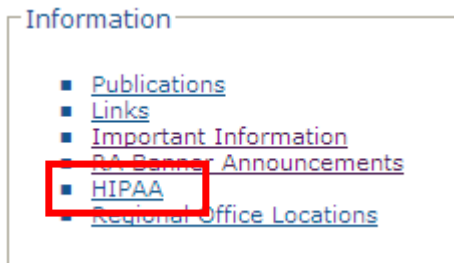 Information
Publications
Links
Important Information
RA Banner Announcements
HIPAA
Regional Office Locations